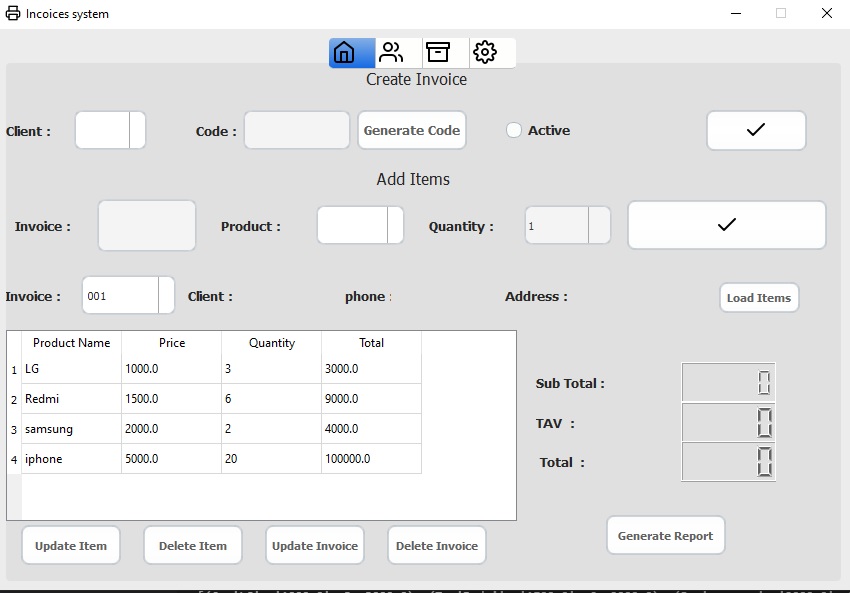 Incoices system
Create Invoice
Client :
Code :
Generate Code
Active
Add Items
Invoice :
Product :
Quantity :
1
Invoice :
001
Client :
phone :
Address :
Load Items
Product Name Price Quantity Total
1 LG 1000.0 3 3000.0
2 Redmi 1500.0 6 9000.0
3 samsung 2000.0 2 4000.0
4 iphone 5000.0 20 100000.0
Sub Total : 0
TAV : 0
Total : 0
Update Item
Delete Item
Update Invoice
Delete Invoice
Generate Report